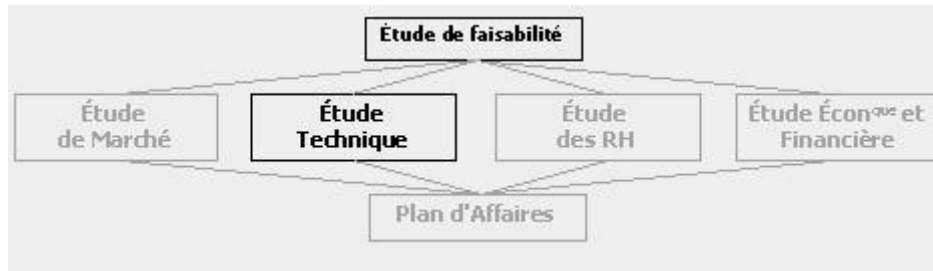 Étude de faisabilité
Étude
de Marché
Étude
Technique
Étude
des RH
Étude Écon^que et
Financière
Plan d'Affaires